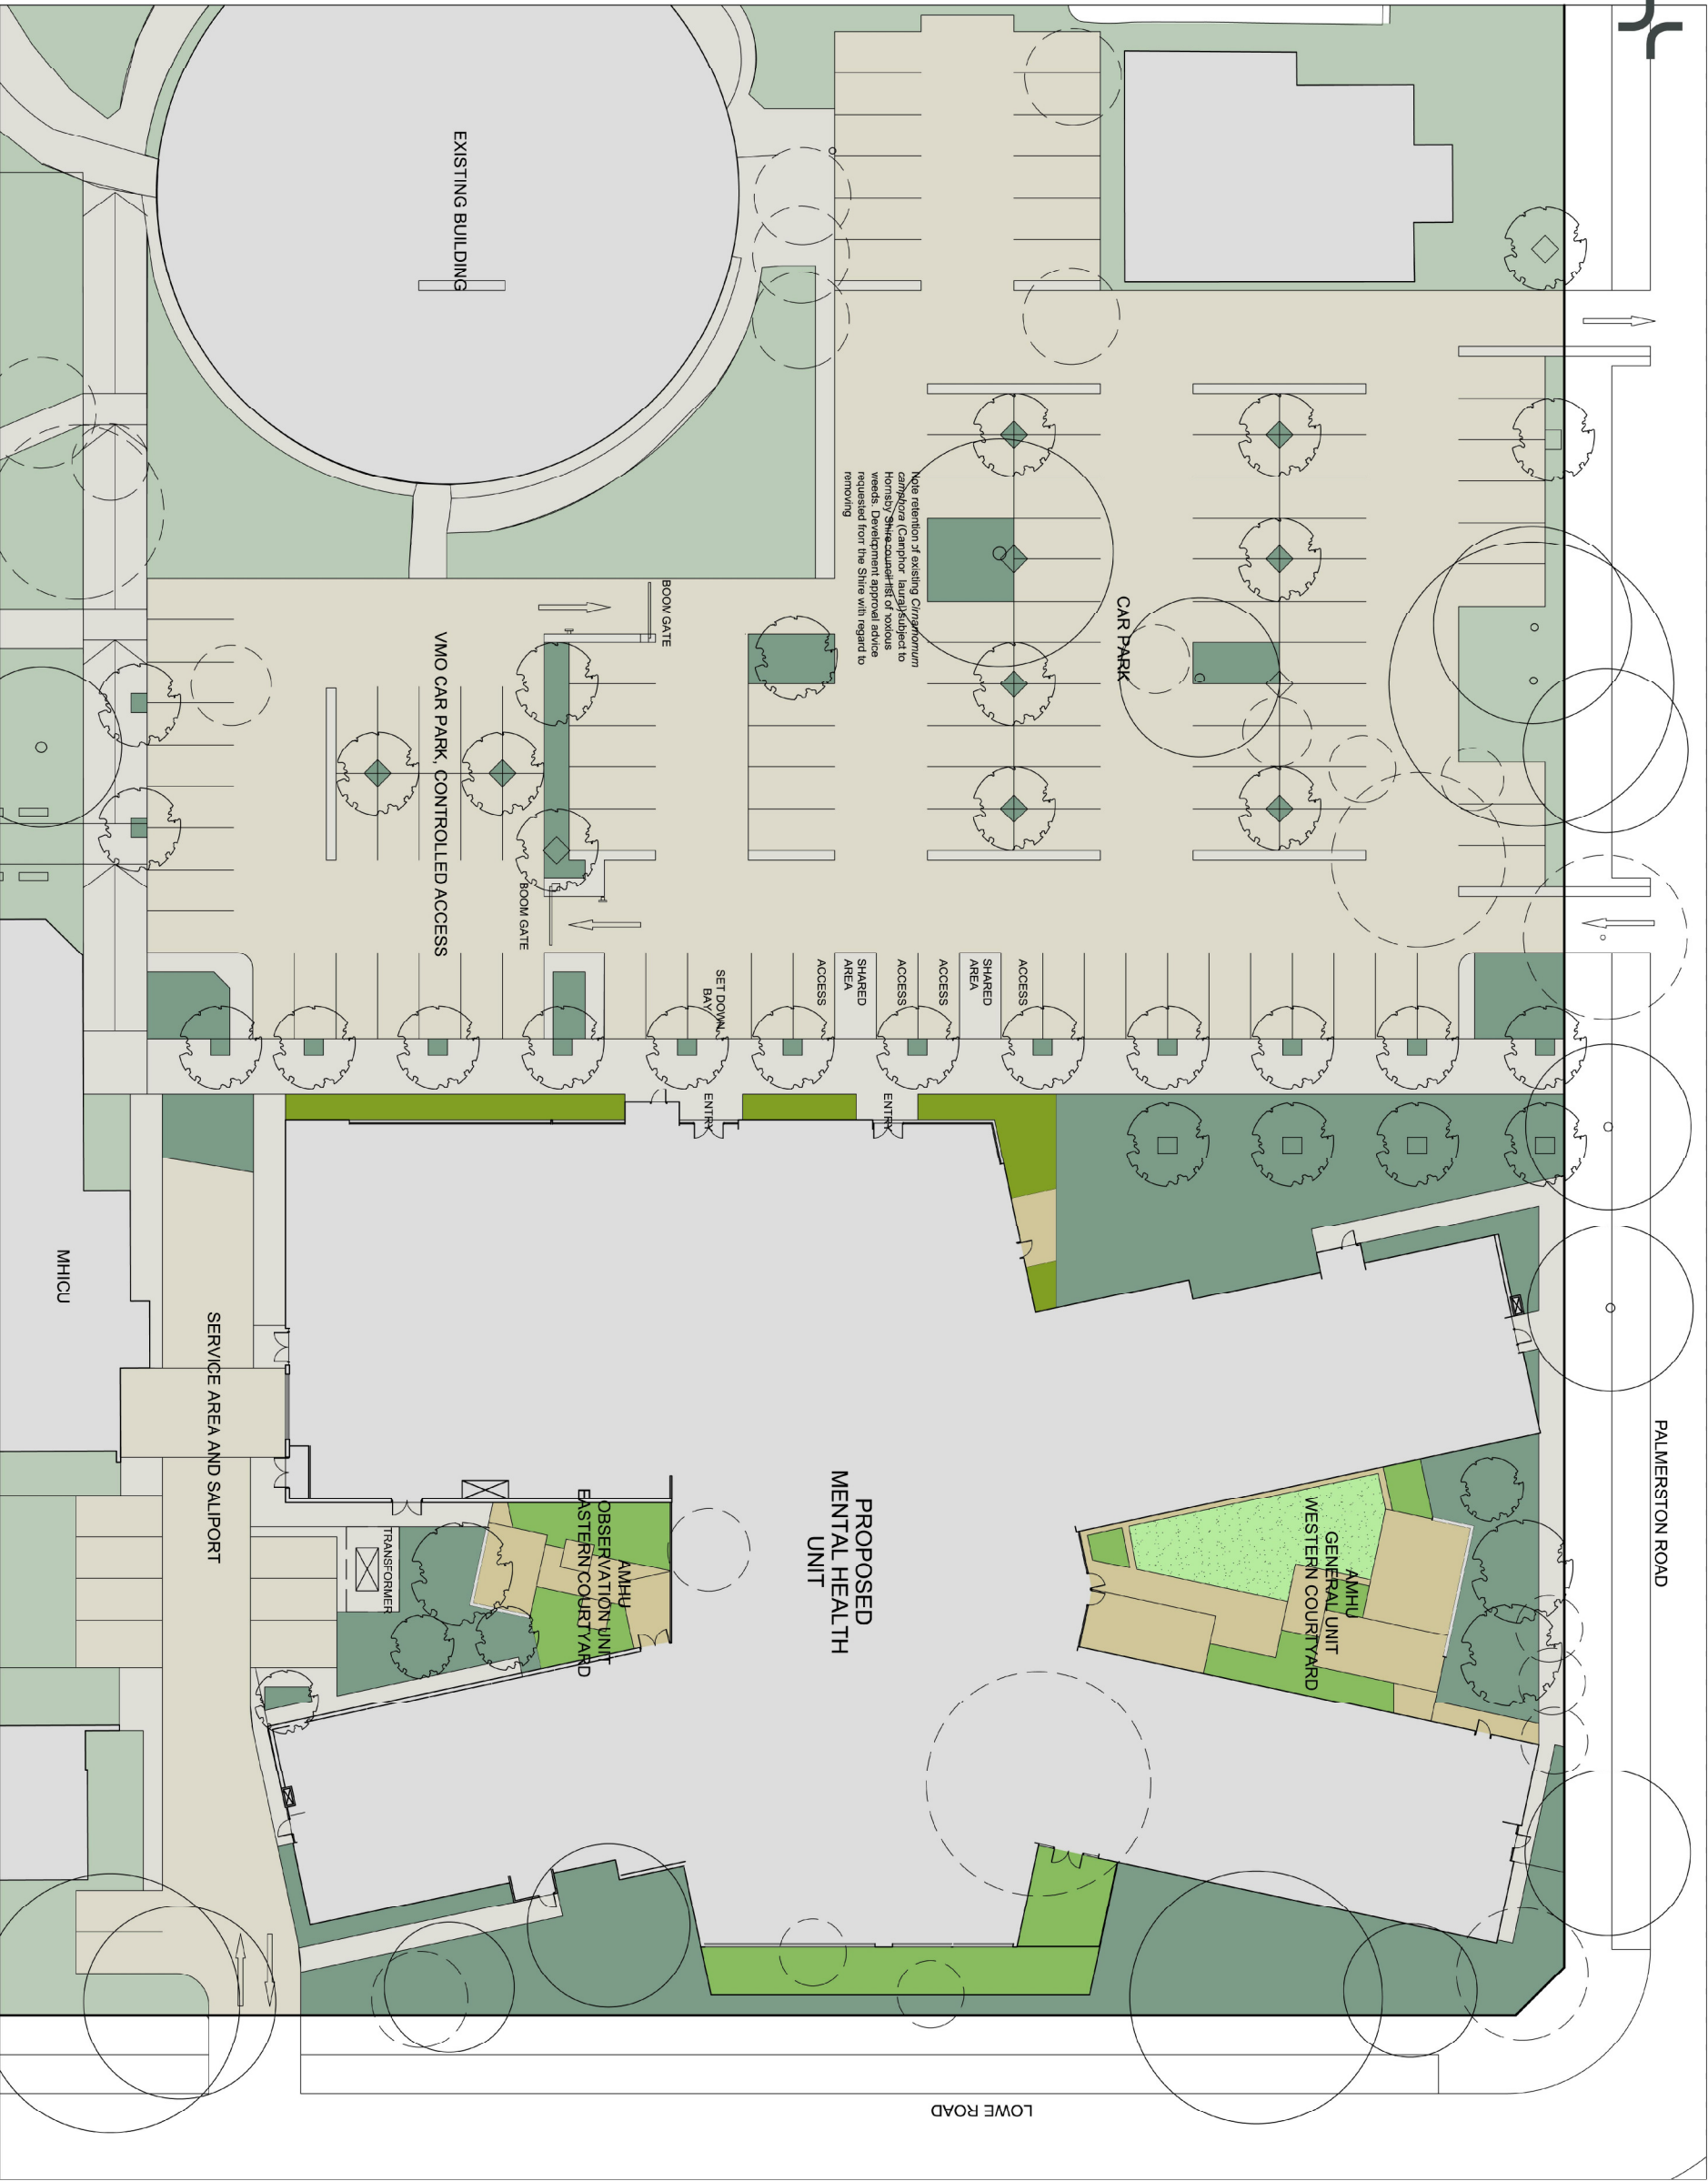 EXISTING BUILDING
Note retention of existing Cinnamomum
camphora (Camphor laural)subject to
Hornsby Shire council list of noxious
weeds. Development approval advice
requested from the Shire with regard to
removing
CAR PARK
BOOM GATE
VMO CAR PARK, CONTROLLED ACCESS
BOOM GATE
SET DOWN
BAY
ACCESS
SHARED
AREA
ACCESS
ACCESS
SHARED
AREA
ACCESS
ENTRY
ENTRY
MHICU
SERVICE AREA AND SALIPORT
TRANSFORMER
AMHU
OBSERVATION UNIT
EASTERN COURTYARD
PROPOSED
MENTAL HEALTH
UNIT
AMHU
GENERAL UNIT
WESTERN COURTYARD
PALMERSTON ROAD
LOWE ROAD